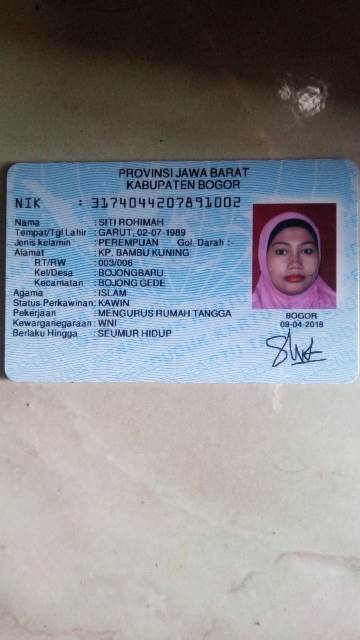 PROVINSI JAWA BARAT
KABUPATEN BOGOR
NIK : 3174044207891002
Nama : SITI ROHIMAH
Tempat/Tgl Lahir : GARUT, 02-07-1989
Jenis kelamin : PEREMPUAN Gol. Darah :-
Alamat : KP. BAMBU KUNING
RT/RW : 003/006
Kel/Desa : BOJONGBARU
Kecamatan : BOJONG GEDE
Agama : ISLAM
Status Perkawinan: KAWIN
Pekerjaan : MENGURUS RUMAH TANGGA
Kewarganegaraan: WNI
Berlaku Hingga : SEUMUR HIDUP
BOGOR
09-04-2018